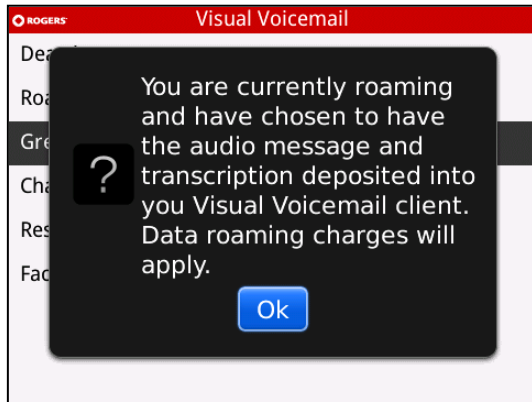 ROGERS
Visual Voicemail
You are currently roaming
and have chosen to have
the audio message and
transcription deposited into
you Visual Voicemail client.
Data roaming charges will
apply.
Ok